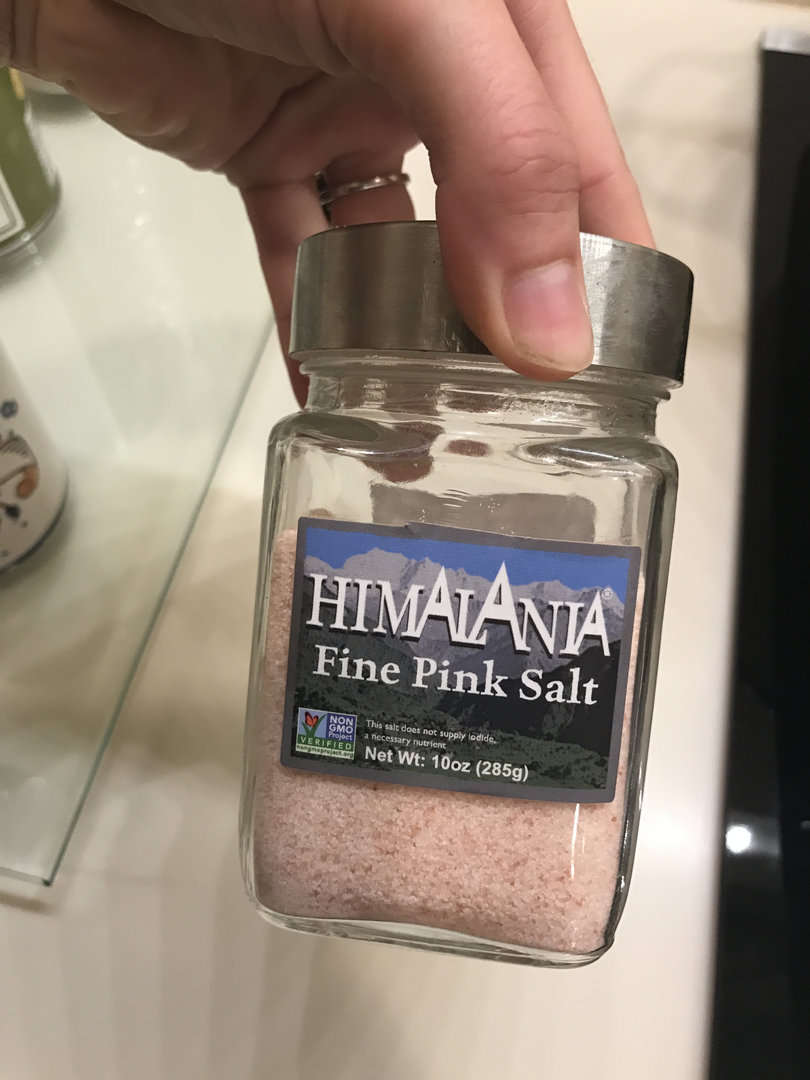 HIMALANIA®
Fine Pink Salt
NON
GMO
Project
VERIFIED
nongmoproject.org
This salt does not supply iodide,
a necessary nutrient
Net Wt: 10oz (285g)